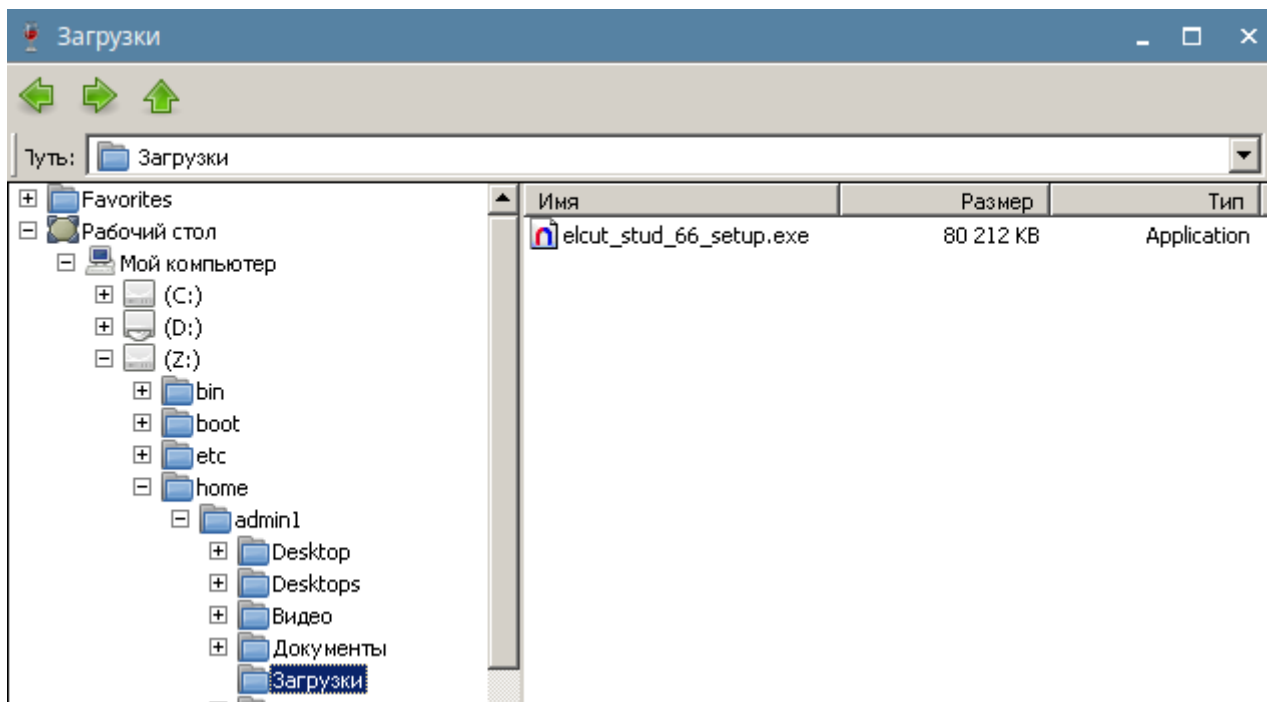 Загрузки
Путь: Загрузки
Favorites
Рабочий стол
Мой компьютер
(C:)
(D:)
(Z:)
bin
boot
etc
home
admin1
Desktop
Desktops
Видео
Документы
Загрузки
Имя Размер Тип
elcut_stud_66_setup.exe 80 212 KB Application